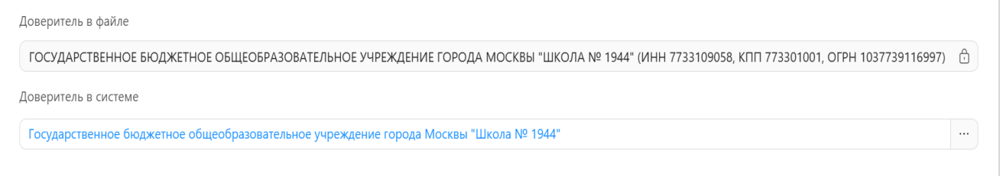 Доверитель в файле
ГОСУДАРСТВЕННОЕ БЮДЖЕТНОЕ ОБЩЕОБРАЗОВАТЕЛЬНОЕ УЧРЕЖДЕНИЕ ГОРОДА МОСКВЫ "ШКОЛА № 1944" (ИНН 7733109058, КПП 773301001, ОГРН 1037739116997)
Доверитель в системе
Государственное бюджетное общеобразовательное учреждение города Москвы "Школа № 1944"